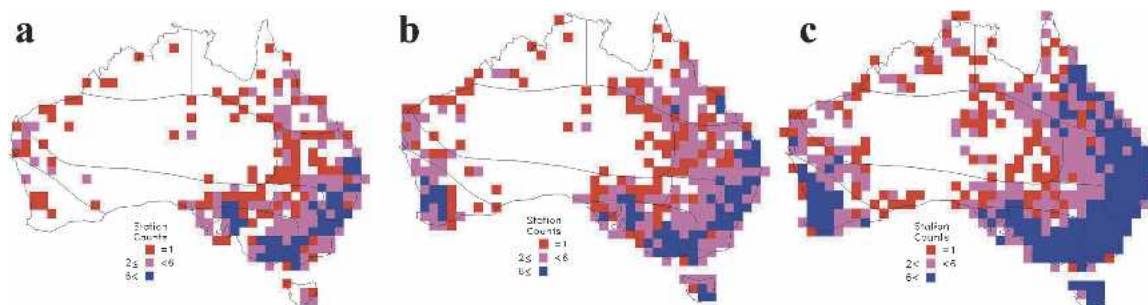 a
Station
Counts
=1
2≤ <6
6≤
b
Station
Counts
=1
2≤ <6
6≤
c
Station
Counts
=1
2≤ <6
6≤